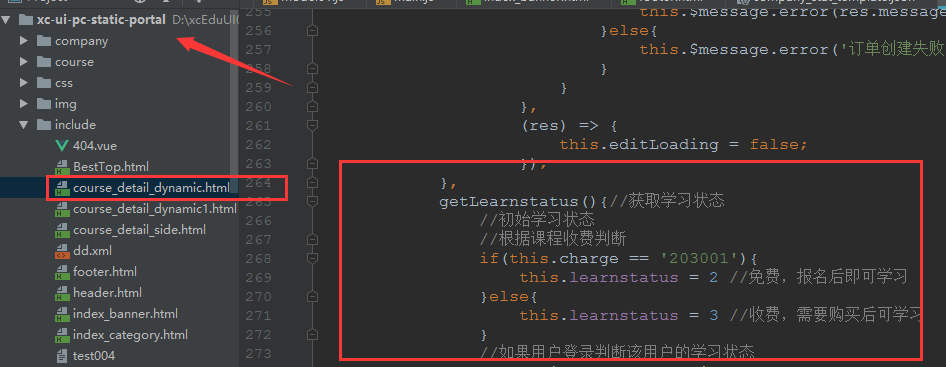 Project
xc-ui-pc-static-portal D:\xcEduUI0
company
course
css
img
include
404.vue
BestTop.html
course_detail_dynamic.html
course_detail_dynamic1.html
course_detail_side.html
dd.xml
footer.html
header.html
index_banner.html
index_category.html
test004
255 this.$message.error(res.message
256 }else{
257 this.$message.error('订单创建失败
258 }
259 }
260 },
261 (res) => {
262 this.editLoading = false;
263 });
264 },
265 getLearnstatus(){//获取学习状态
266 //初始学习状态
267 //根据课程收费判断
268 if(this.charge == '203001'){
269 this.learnstatus = 2 //免费，报名后即可学习
270 }else{
271 this.learnstatus = 3 //收费，需要购买后可学习
272 }
273 //如果用户登录判断该用户的学习状态